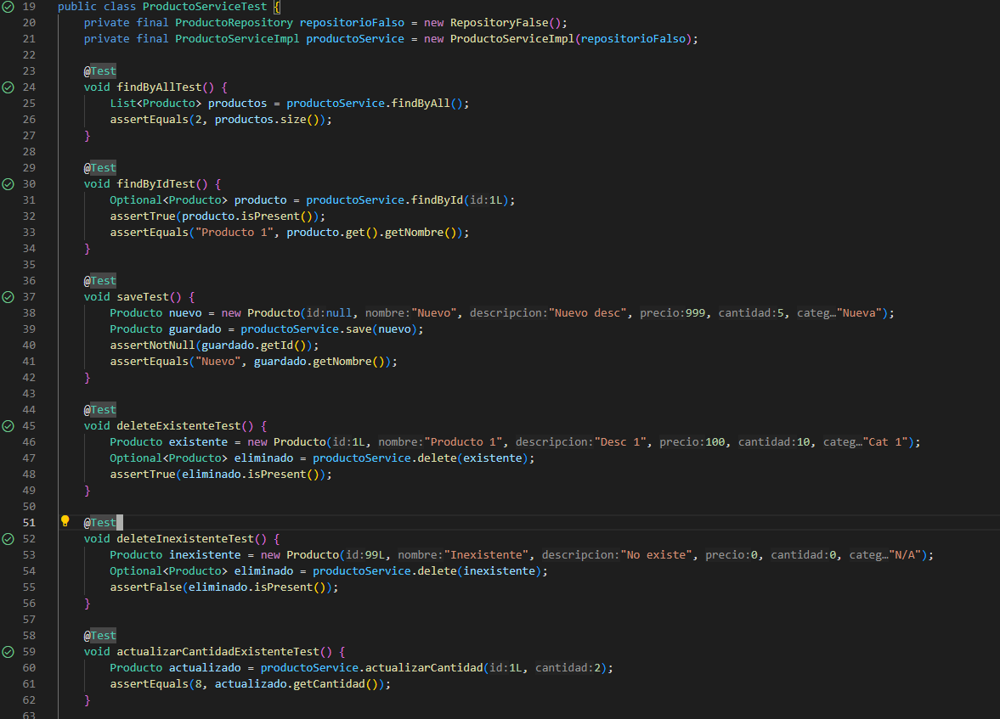 19 public class ProductoServiceTest {
20 private final ProductoRepository repositorioFalso = new RepositoryFalse();
21 private final ProductoServiceImpl productoService = new ProductoServiceImpl(repositorioFalso);
22
23 @Test
24 void findByAllTest() {
25 List<Producto> productos = productoService.findByAll();
26 assertEquals(2, productos.size());
27 }
28
29 @Test
30 void findByIdTest() {
31 Optional<Producto> producto = productoService.findById(id:1L);
32 assertTrue(producto.isPresent());
33 assertEquals("Producto 1", producto.get().getNombre());
34 }
35
36 @Test
37 void saveTest() {
38 Producto nuevo = new Producto(id:null, nombre:"Nuevo", descripcion:"Nuevo desc", precio:999, cantidad:5, categ…"Nueva");
39 Producto guardado = productoService.save(nuevo);
40 assertNotNull(guardado.getId());
41 assertEquals("Nuevo", guardado.getNombre());
42 }
43
44 @Test
45 void deleteExistenteTest() {
46 Producto existente = new Producto(id:1L, nombre:"Producto 1", descripcion:"Desc 1", precio:100, cantidad:10, categ…"Cat 1");
47 Optional<Producto> eliminado = productoService.delete(existente);
48 assertTrue(eliminado.isPresent());
49 }
50
51 @Test
52 void deleteInexistenteTest() {
53 Producto inexistente = new Producto(id:99L, nombre:"Inexistente", descripcion:"No existe", precio:0, cantidad:0, categ…"N/A");
54 Optional<Producto> eliminado = productoService.delete(inexistente);
55 assertFalse(eliminado.isPresent());
56 }
57
58 @Test
59 void actualizarCantidadExistenteTest() {
60 Producto actualizado = productoService.actualizarCantidad(id:1L, cantidad:2);
61 assertEquals(8, actualizado.getCantidad());
62 }
63